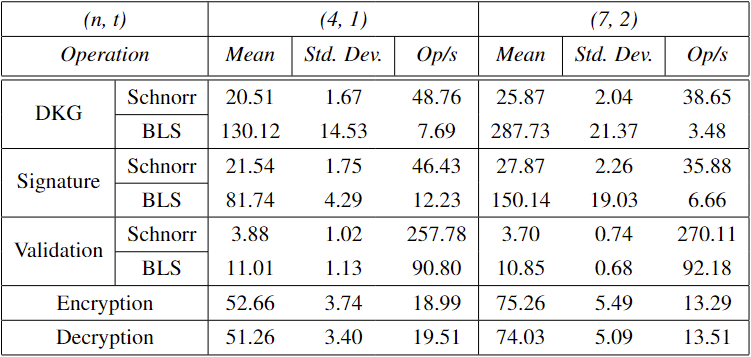 (n, t) (4, 1) (7, 2)
Operation Mean Std. Dev. Op/s Mean Std. Dev. Op/s
DKG Schnorr 20.51 1.67 48.76 25.87 2.04 38.65
BLS 130.12 14.53 7.69 287.73 21.37 3.48
Signature Schnorr 21.54 1.75 46.43 27.87 2.26 35.88
BLS 81.74 4.29 12.23 150.14 19.03 6.66
Validation Schnorr 3.88 1.02 257.78 3.70 0.74 270.11
BLS 11.01 1.13 90.80 10.85 0.68 92.18
Encryption 52.66 3.74 18.99 75.26 5.49 13.29
Decryption 51.26 3.40 19.51 74.03 5.09 13.51